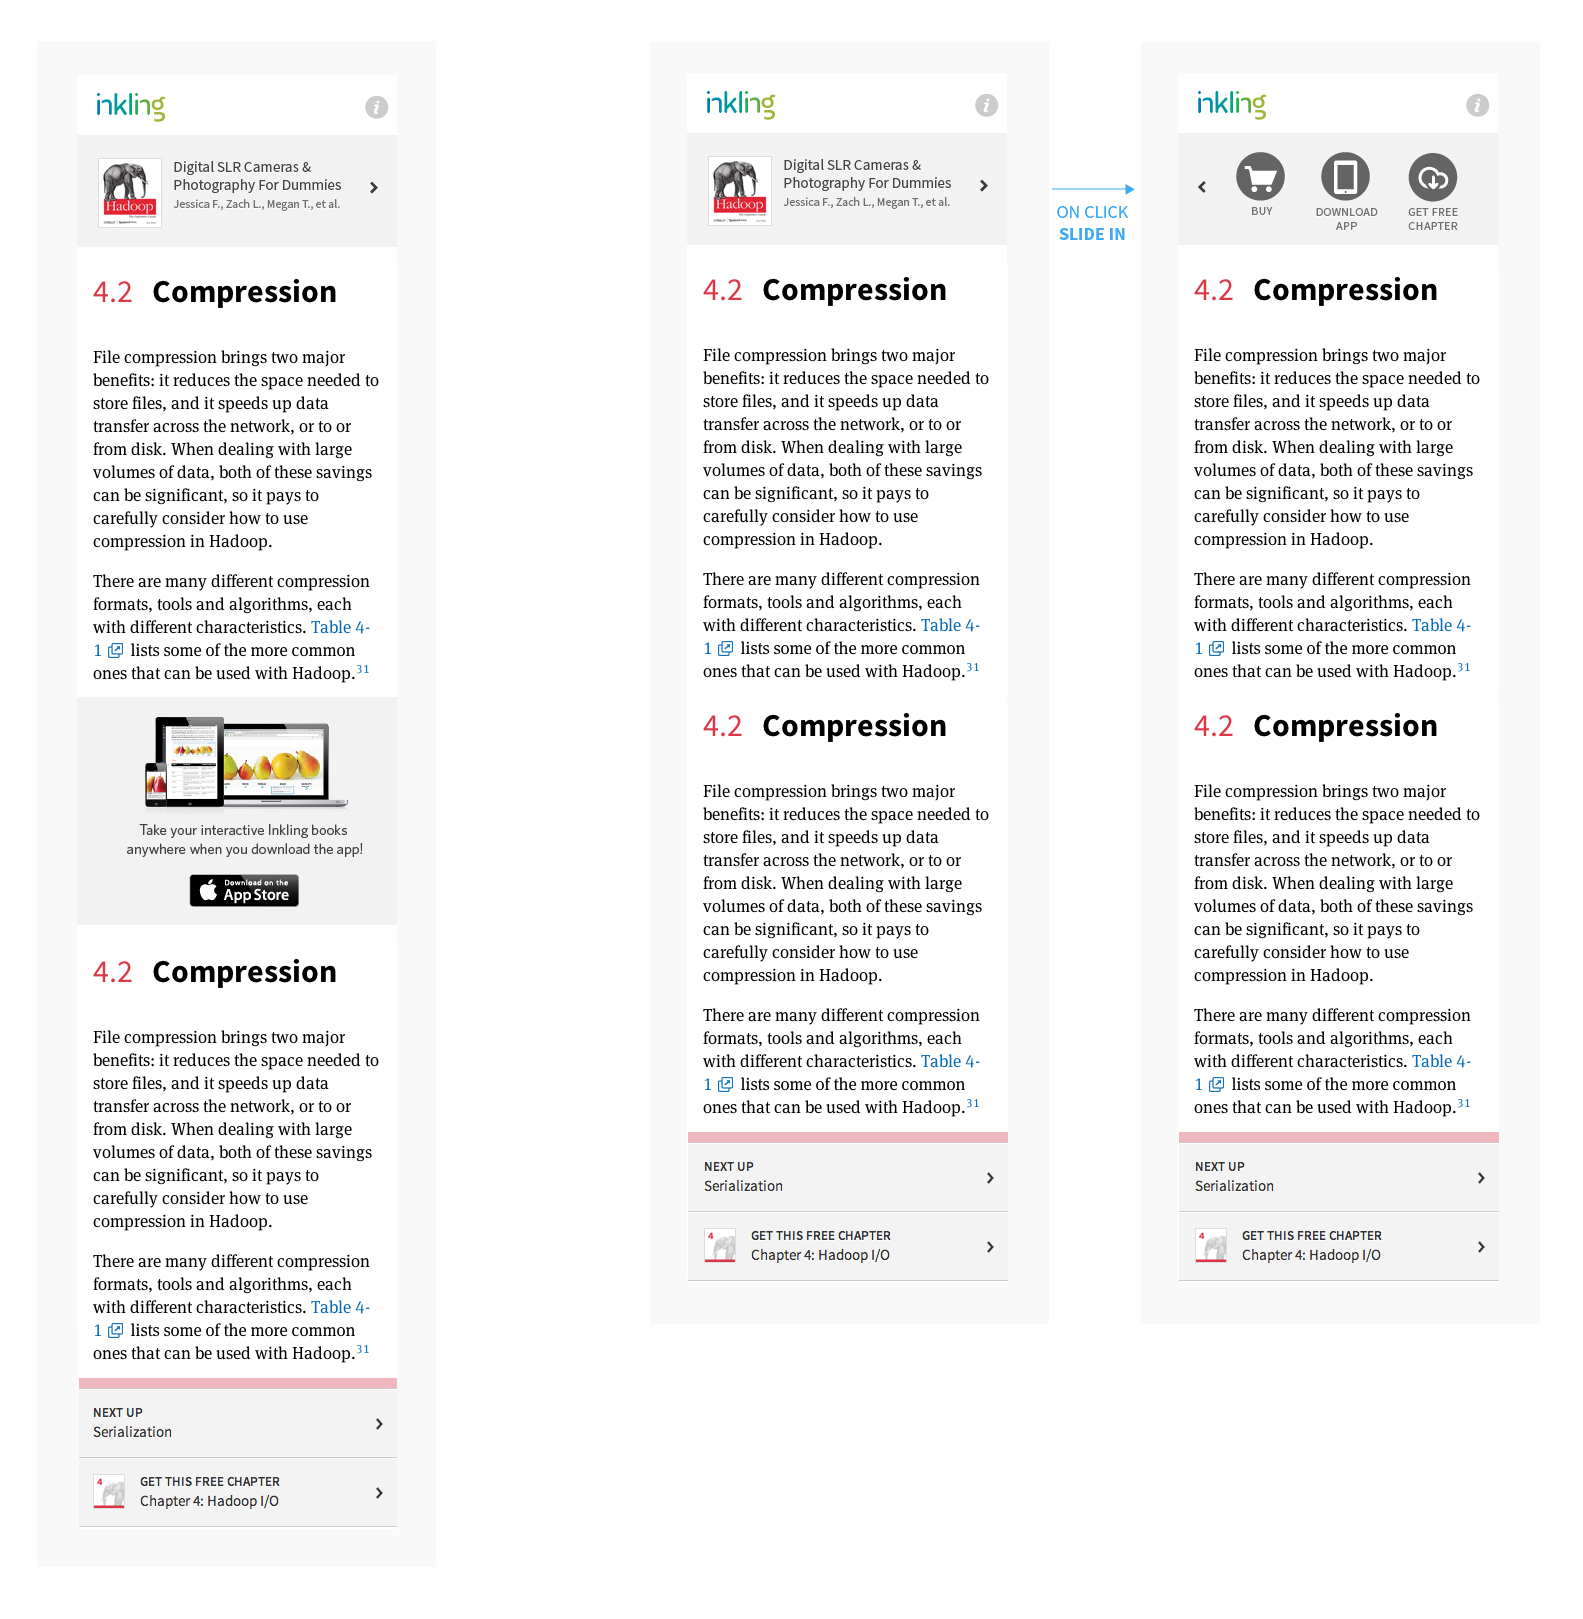 inkling
Digital SLR Cameras &
Photography For Dummies
Jessica F., Zach L., Megan T., et al.
Hadoop
4.2 Compression
File compression brings two major
benefits: it reduces the space needed to
store files, and it speeds up data
transfer across the network, or to or
from disk. When dealing with large
volumes of data, both of these savings
can be significant, so it pays to
carefully consider how to use
compression in Hadoop.
There are many different compression
formats, tools and algorithms, each
with different characteristics. Table 4-
1 lists some of the more common
ones that can be used with Hadoop.31
Take your interactive Inkling books
anywhere when you download the app!
Download on the
App Store
4.2 Compression
File compression brings two major
benefits: it reduces the space needed to
store files, and it speeds up data
transfer across the network, or to or
from disk. When dealing with large
volumes of data, both of these savings
can be significant, so it pays to
carefully consider how to use
compression in Hadoop.
There are many different compression
formats, tools and algorithms, each
with different characteristics. Table 4-
1 lists some of the more common
ones that can be used with Hadoop.31
NEXT UP
Serialization
4
GET THIS FREE CHAPTER
Chapter 4: Hadoop I/O
inkling
Digital SLR Cameras &
Photography For Dummies
Jessica F., Zach L., Megan T., et al.
Hadoop
4.2 Compression
File compression brings two major
benefits: it reduces the space needed to
store files, and it speeds up data
transfer across the network, or to or
from disk. When dealing with large
volumes of data, both of these savings
can be significant, so it pays to
carefully consider how to use
compression in Hadoop.
There are many different compression
formats, tools and algorithms, each
with different characteristics. Table 4-
1 lists some of the more common
ones that can be used with Hadoop.31
4.2 Compression
File compression brings two major
benefits: it reduces the space needed to
store files, and it speeds up data
transfer across the network, or to or
from disk. When dealing with large
volumes of data, both of these savings
can be significant, so it pays to
carefully consider how to use
compression in Hadoop.
There are many different compression
formats, tools and algorithms, each
with different characteristics. Table 4-
1 lists some of the more common
ones that can be used with Hadoop.31
NEXT UP
Serialization
4
GET THIS FREE CHAPTER
Chapter 4: Hadoop I/O
ON CLICK
SLIDE IN
inkling
BUY
DOWNLOAD
APP
GET FREE
CHAPTER
4.2 Compression
File compression brings two major
benefits: it reduces the space needed to
store files, and it speeds up data
transfer across the network, or to or
from disk. When dealing with large
volumes of data, both of these savings
can be significant, so it pays to
carefully consider how to use
compression in Hadoop.
There are many different compression
formats, tools and algorithms, each
with different characteristics. Table 4-
1 lists some of the more common
ones that can be used with Hadoop.31
4.2 Compression
File compression brings two major
benefits: it reduces the space needed to
store files, and it speeds up data
transfer across the network, or to or
from disk. When dealing with large
volumes of data, both of these savings
can be significant, so it pays to
carefully consider how to use
compression in Hadoop.
There are many different compression
formats, tools and algorithms, each
with different characteristics. Table 4-
1 lists some of the more common
ones that can be used with Hadoop.31
NEXT UP
Serialization
4
GET THIS FREE CHAPTER
Chapter 4: Hadoop I/O